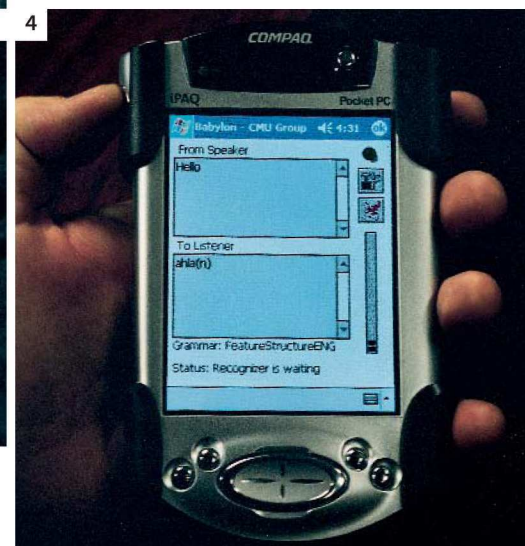 4
COMPAQ
iPAQ Pocket PC
Babylon - CMU Group 4:31 ok
From Speaker
Hello
To Listener
ahla(n)
Grammar: FeatureStructureENG
Status: Recognizer is waiting